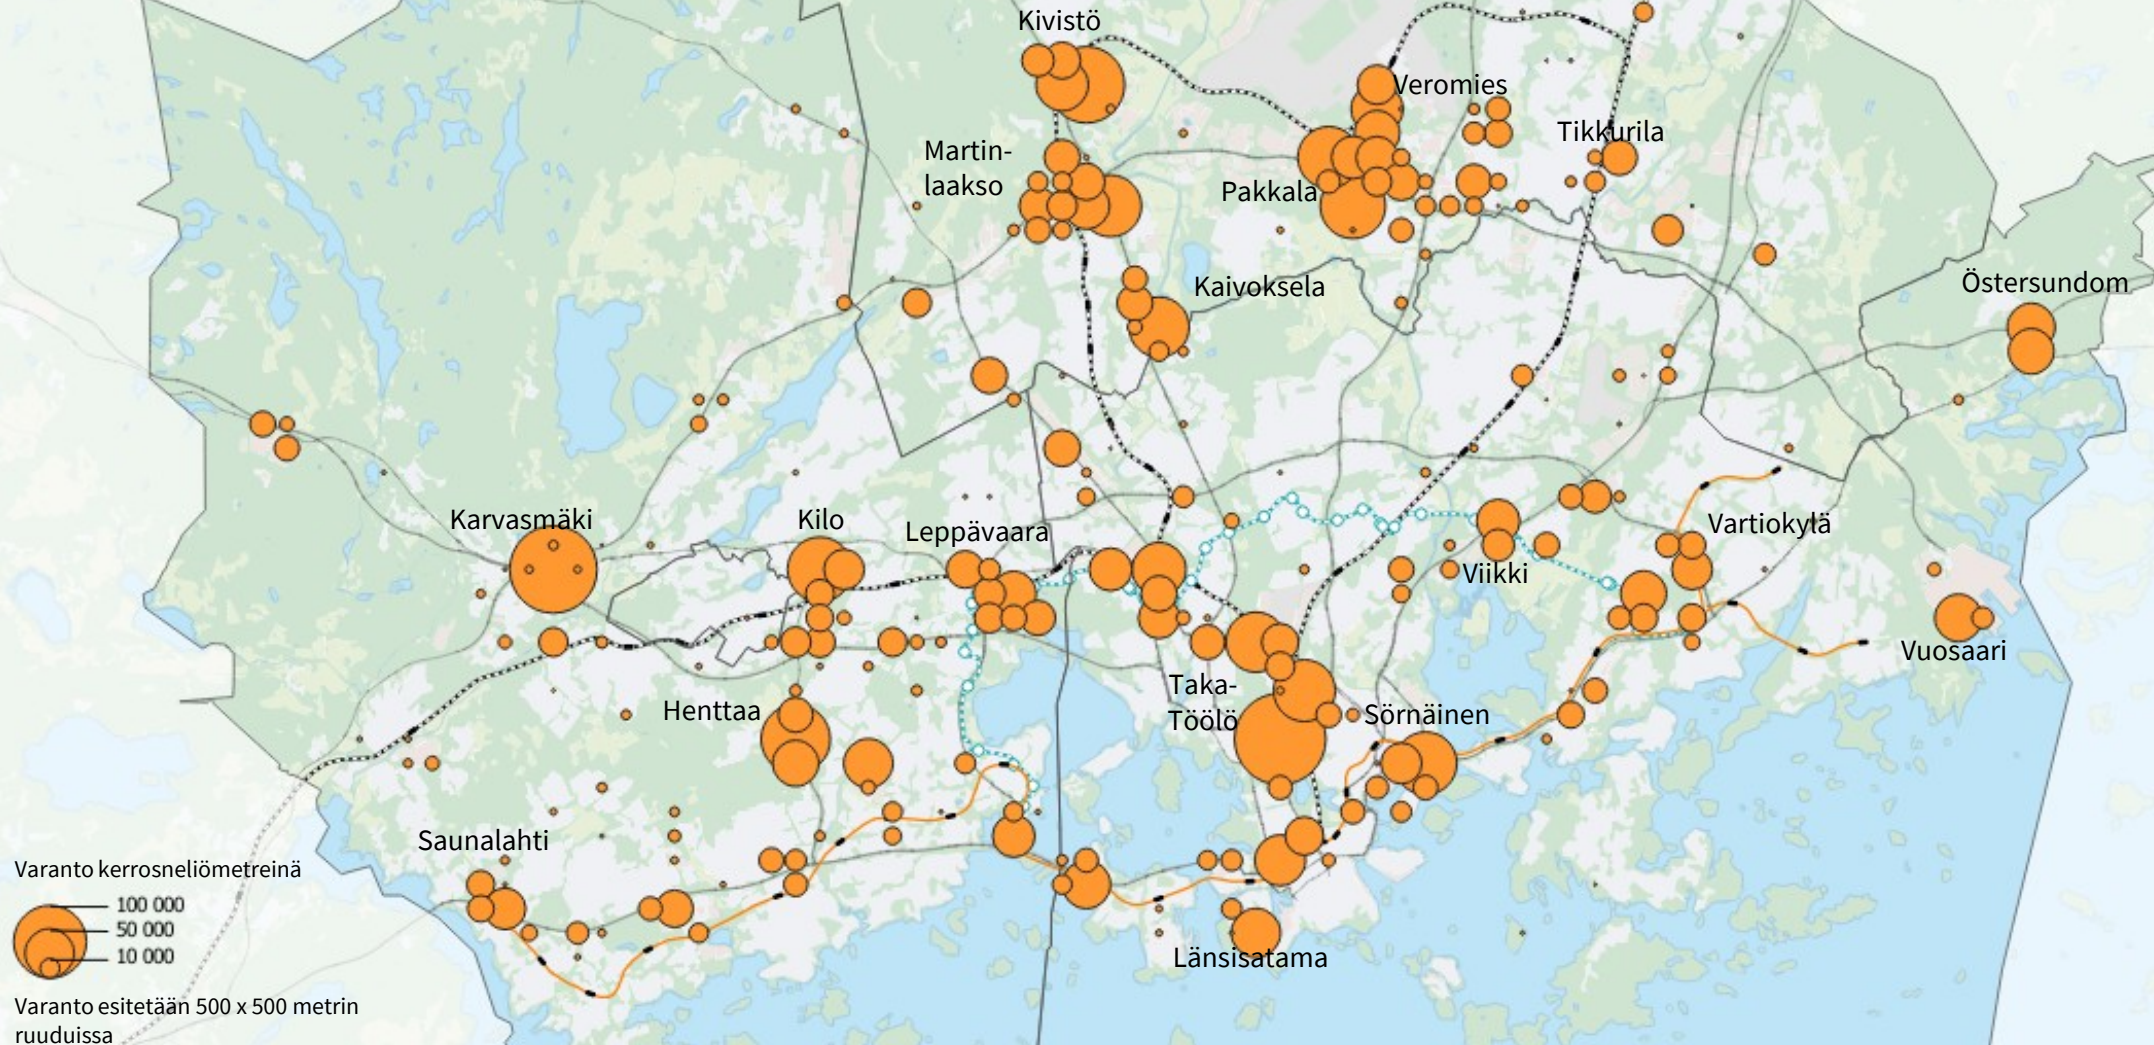 Kivistö
Veromies
Tikkurila
Martin-
laakso
Pakkala
Kaivoksela
Östersundom
Karvasmäki
Kilo
Leppävaara
Vartiokylä
Viikki
Vuosaari
Taka-
Töölö
Henttaa
Sörnäinen
Saunalahti
Länsisatama
Varanto kerrosneliömetreinä
100 000
50 000
10 000
Varanto esitetään 500 x 500 metrin
ruuduissa